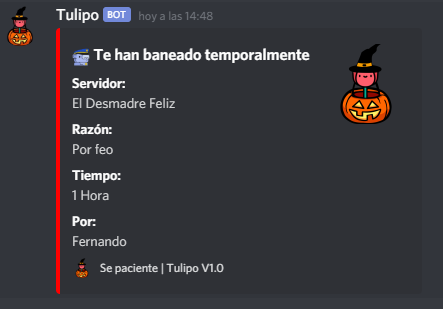 Tulipo BOT hoy a las 14:48
Te han baneado temporalmente
Servidor:
El Desmadre Feliz
Razón:
Por feo
Tiempo:
1 Hora
Por:
Fernando
Se paciente | Tulipo V1.0